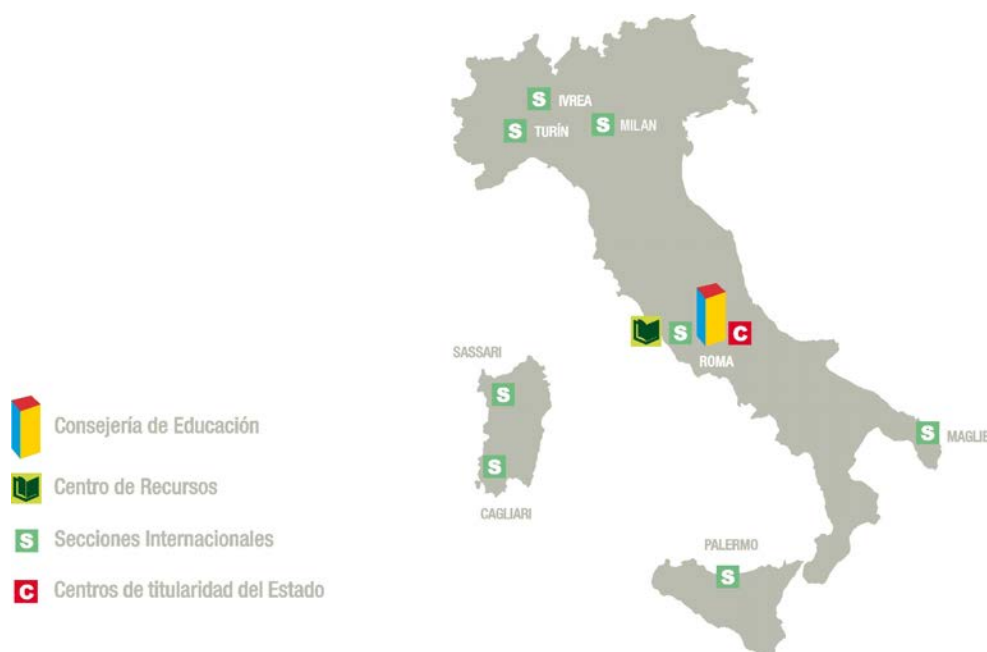 S IVREA
S TURÍN
S MILAN
S
C
ROMA
SASSARI
S
S
CAGLIARI
S
MAGLIE
PALERMO
S
Consejería de Educación
Centro de Recursos
S Secciones Internacionales
C Centros de titularidad del Estado